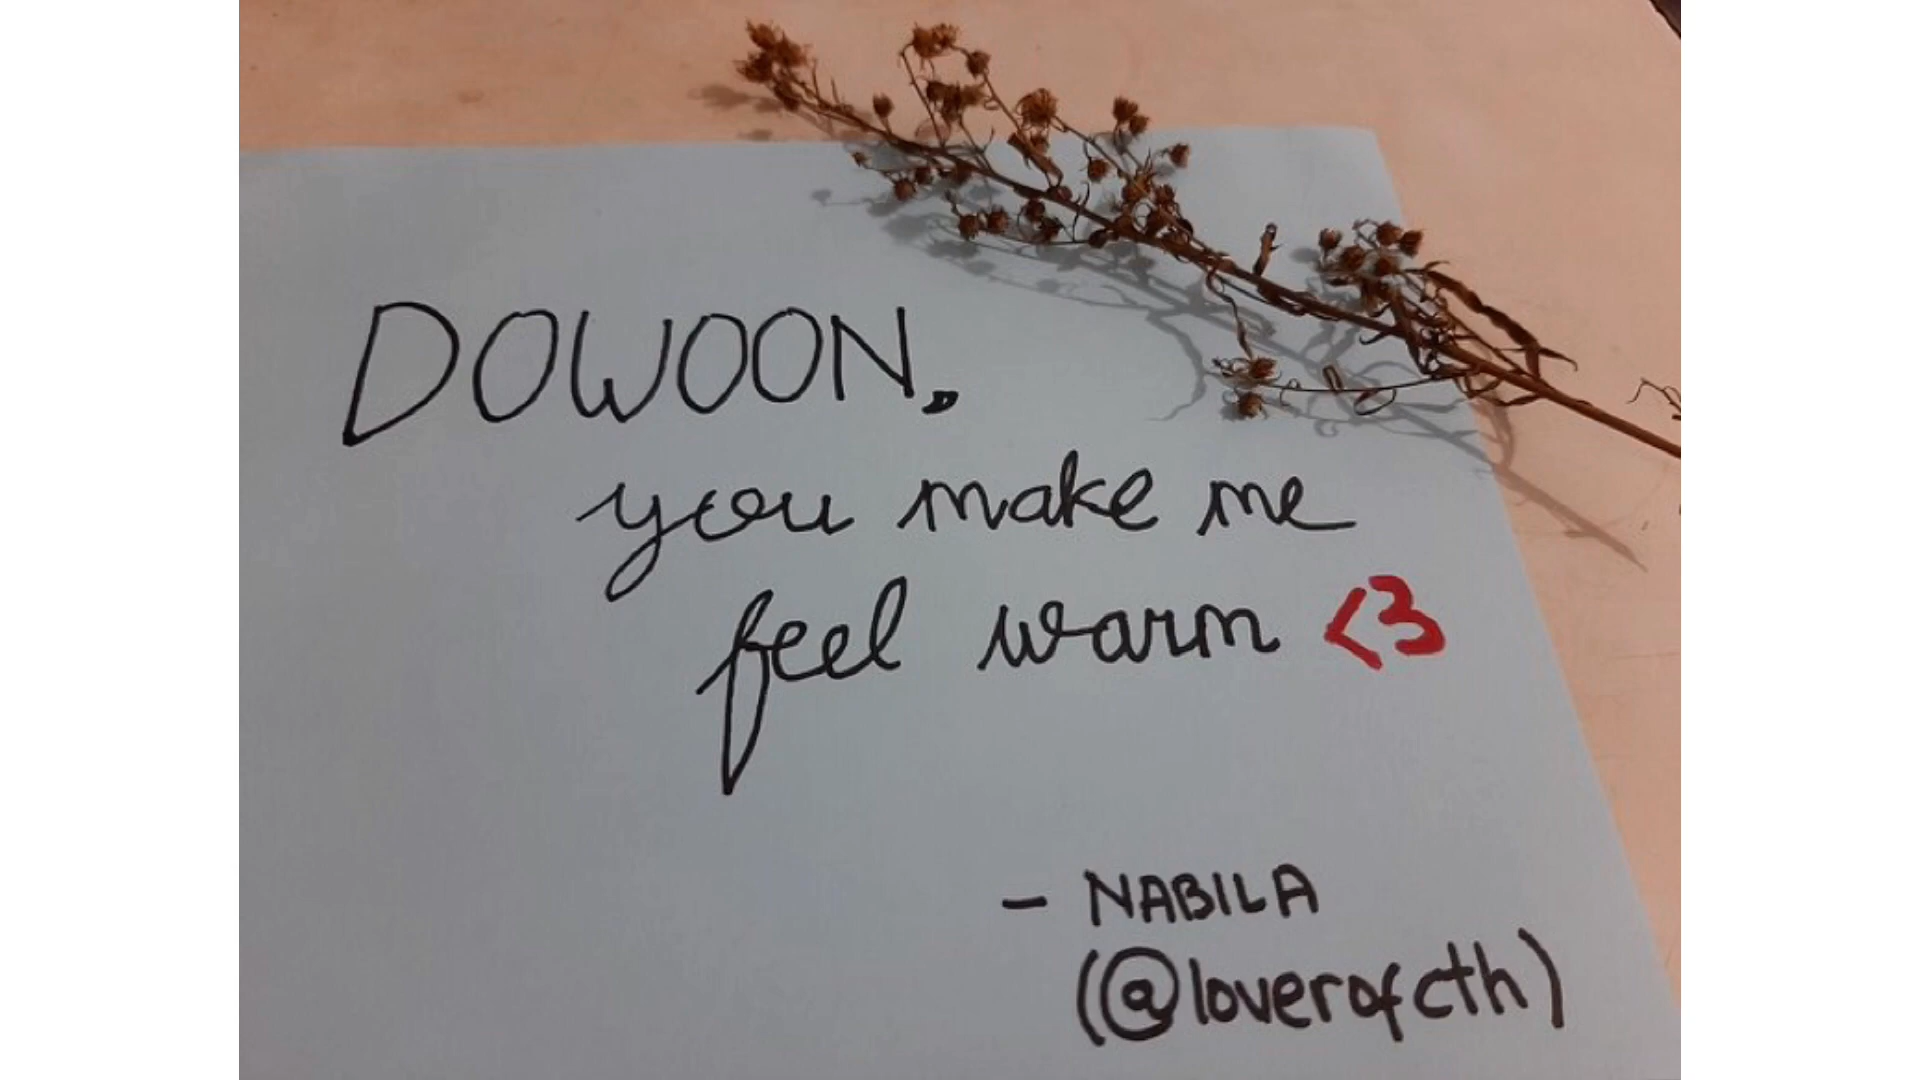 DOWOON,
you make me
feel warm <3
- NABILA
(@loverofcth)